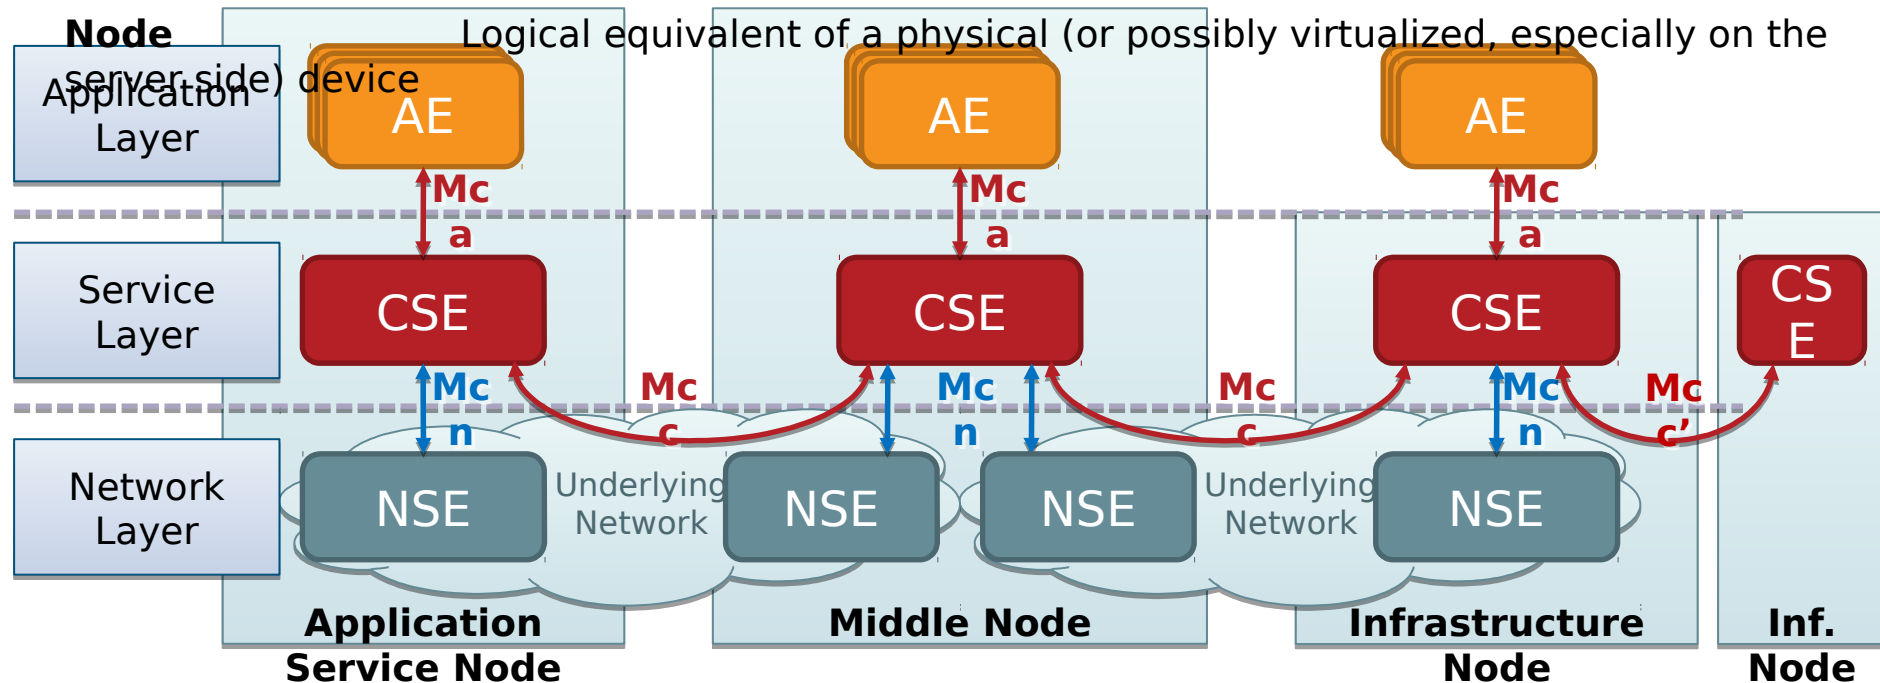 Node Logical equivalent of a physical (or possibly virtualized, especially on the
server side) device
Application
Layer
AE
AE
AE
Mc
a
Mc
a
Mc
a
Service
Layer
CSE
CSE
CSE
CS
E
Mc
n
Mc
c
Mc
n
Mc
c
Mc
n
Mc
c’
Network
Layer
NSE
Underlying
Network
NSE
NSE
Underlying
Network
NSE
Application
Service Node
Middle Node
Infrastructure
Node
Inf.
Node